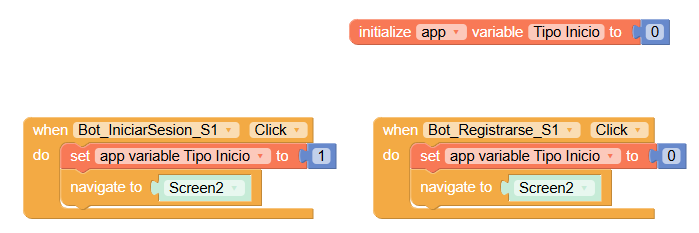 initialize app variable Tipo Inicio to 0
when Bot_IniciarSesion_S1 Click
do set app variable Tipo Inicio to 1
navigate to Screen2
when Bot_Registrarse_S1 Click
do set app variable Tipo Inicio to 0
navigate to Screen2